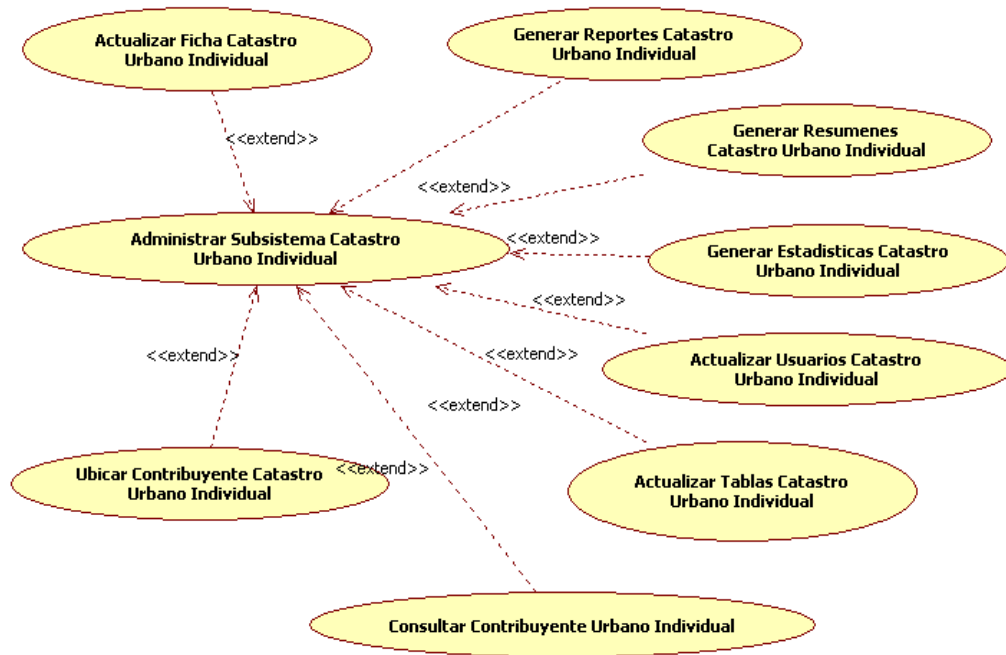 Actualizar Ficha Catastro
Urbano Individual
Generar Reportes Catastro
Urbano Individual
<<extend>>
Generar Resumenes
Catastro Urbano Individual
<<extend>>
Administrar Subsistema Catastro
Urbano Individual
<<extend>>
Generar Estadisticas Catastro
Urbano Individual
<<extend>>
<<extend>>
<<extend>>
Actualizar Usuarios Catastro
Urbano Individual
<<extend>>
Ubicar Contribuyente Catastro
Urbano Individual
<<extend>>
Actualizar Tablas Catastro
Urbano Individual
Consultar Contribuyente Urbano Individual